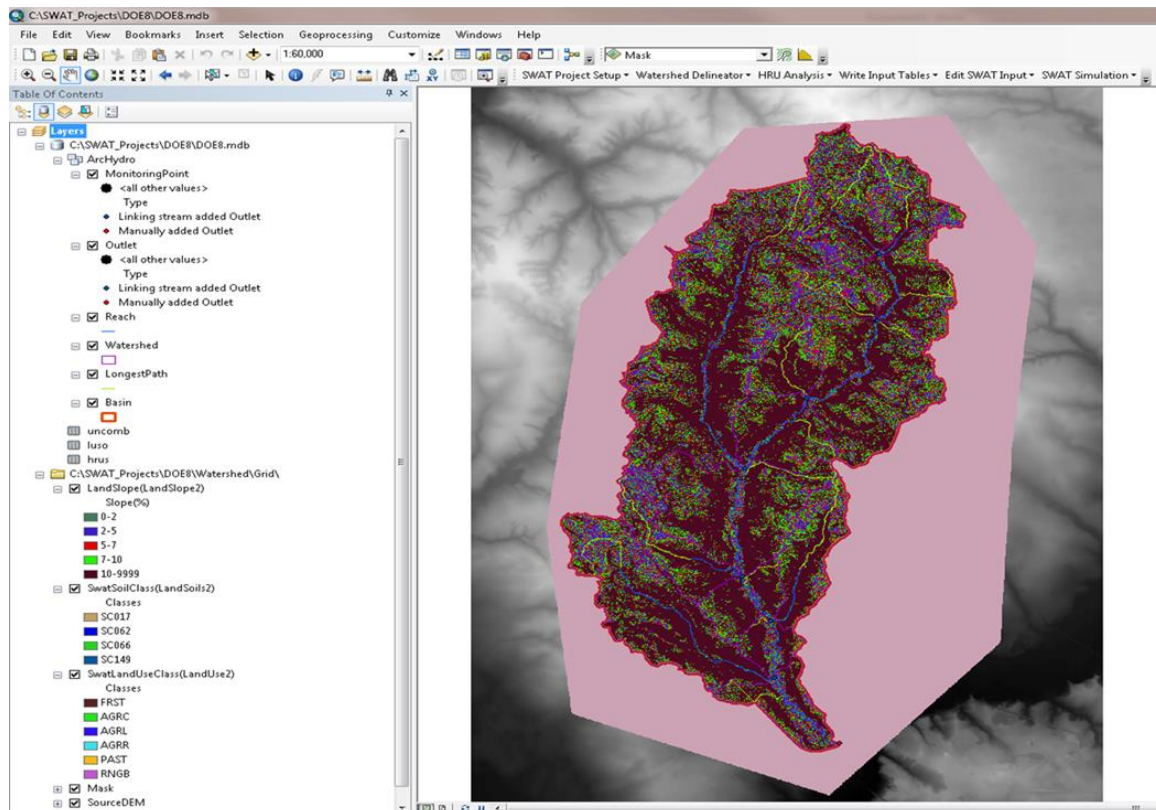 C:\SWAT_Projects\DOE8\DOE8.mdb
File Edit View Bookmarks Insert Selection Geoprocessing Customize Windows Help
1:60,000 Mask
SWAT Project Setup Watershed Delineator HRU Analysis Write Input Tables Edit SWAT Input SWAT Simulation
Table Of Contents
Layers
C:\SWAT_Projects\DOE8\DOE8.mdb
ArcHydro
MonitoringPoint
<all other values>
Type
Linking stream added Outlet
Manually added Outlet
Outlet
<all other values>
Type
Linking stream added Outlet
Manually added Outlet
Reach
Watershed
LongestPath
Basin
uncomb
luso
hrus
C:\SWAT_Projects\DOE8\Watershed\Grid\
LandSlope(LandSlope2)
Slope(%)
0-2
2-5
5-7
7-10
10-9999
SwatSoilClass(LandSoils2)
Classes
SC017
SC062
SC066
SC149
SwatLandUseClass(LandUse2)
Classes
FRST
AGRC
AGRL
AGRR
PAST
RNGB
Mask
SourceDEM